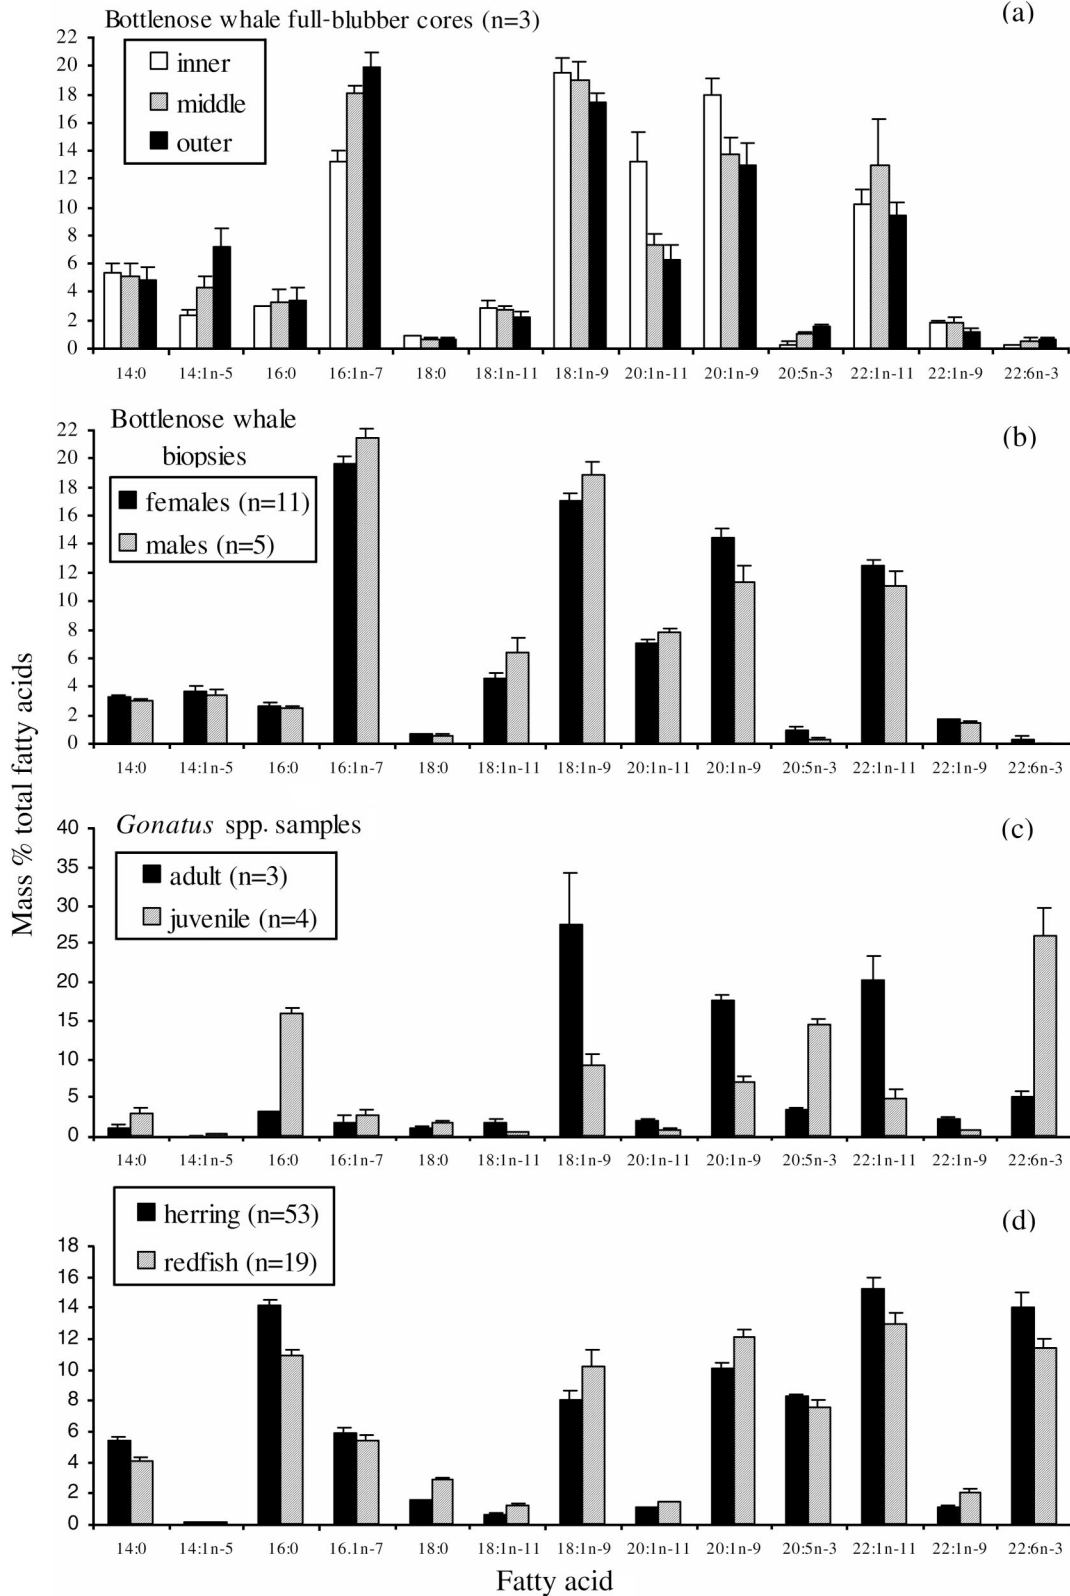 Bottlenose whale full-blubber cores (n=3)
(a)
22
20
18
16
14
12
10
8
6
4
2
0
inner
middle
outer
14:0 14:1n-5 16:0 16:1n-7 18:0 18:1n-11 18:1n-9 20:1n-11 20:1n-9 20:5n-3 22:1n-11 22:1n-9 22:6n-3
Bottlenose whale
biopsies
(b)
22
20
18
16
14
12
10
8
6
4
2
0
females (n=11)
males (n=5)
14:0 14:1n-5 16:0 16:1n-7 18:0 18:1n-11 18:1n-9 20:1n-11 20:1n-9 20:5n-3 22:1n-11 22:1n-9 22:6n-3
Mass % total fatty acids
Gonatus spp. samples
(c)
40
35
30
25
20
15
10
5
0
adult (n=3)
juvenile (n=4)
14:0 14:1n-5 16:0 16:1n-7 18:0 18:1n-11 18:1n-9 20:1n-11 20:1n-9 20:5n-3 22:1n-11 22:1n-9 22:6n-3
herring (n=53)
redfish (n=19)
(d)
18
16
14
12
10
8
6
4
2
0
14:0 14:1n-5 16:0 16.1n-7 18:0 18:1n-11 18:1n-9 20:1n-11 20:1n-9 20:5n-3 22:1n-11 22:1n-9 22:6n-3
Fatty acid